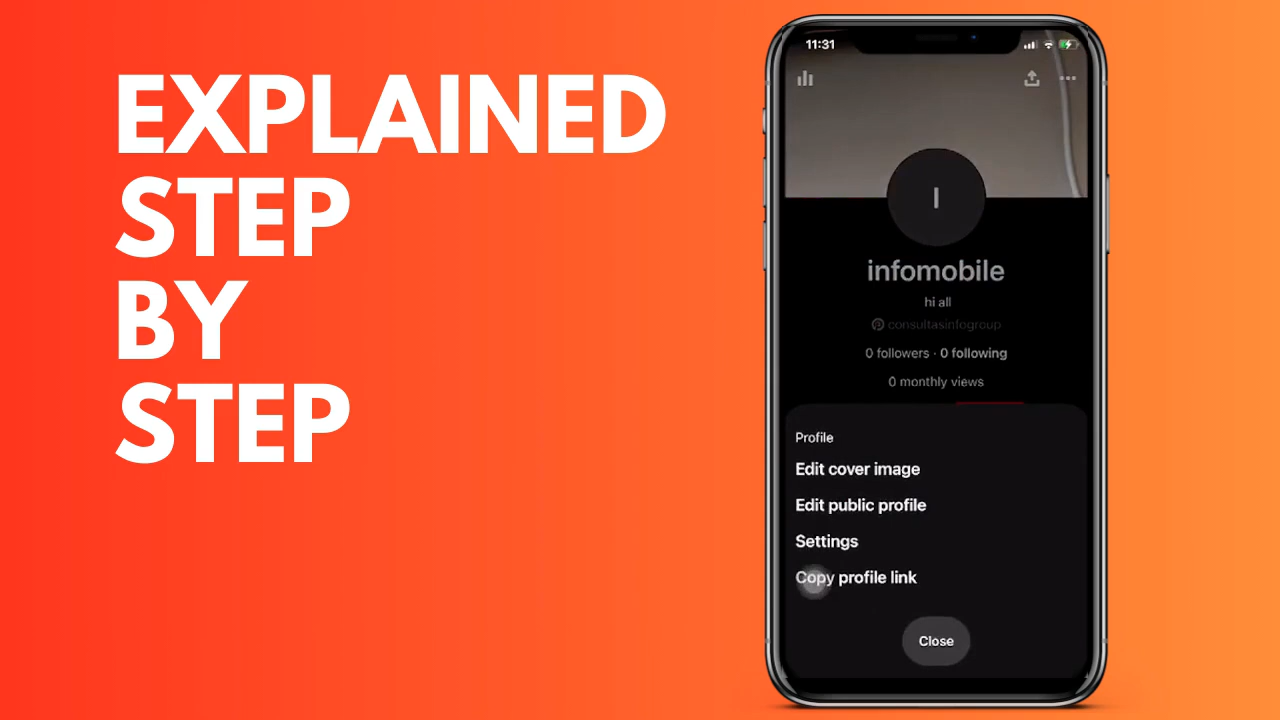 EXPLAINED
STEP
BY
STEP
11:31
I
infomobile
hi all
consultasinfogroup
0 followers · 0 following
0 monthly views
Profile
Edit cover image
Edit public profile
Settings
Copy profile link
Close